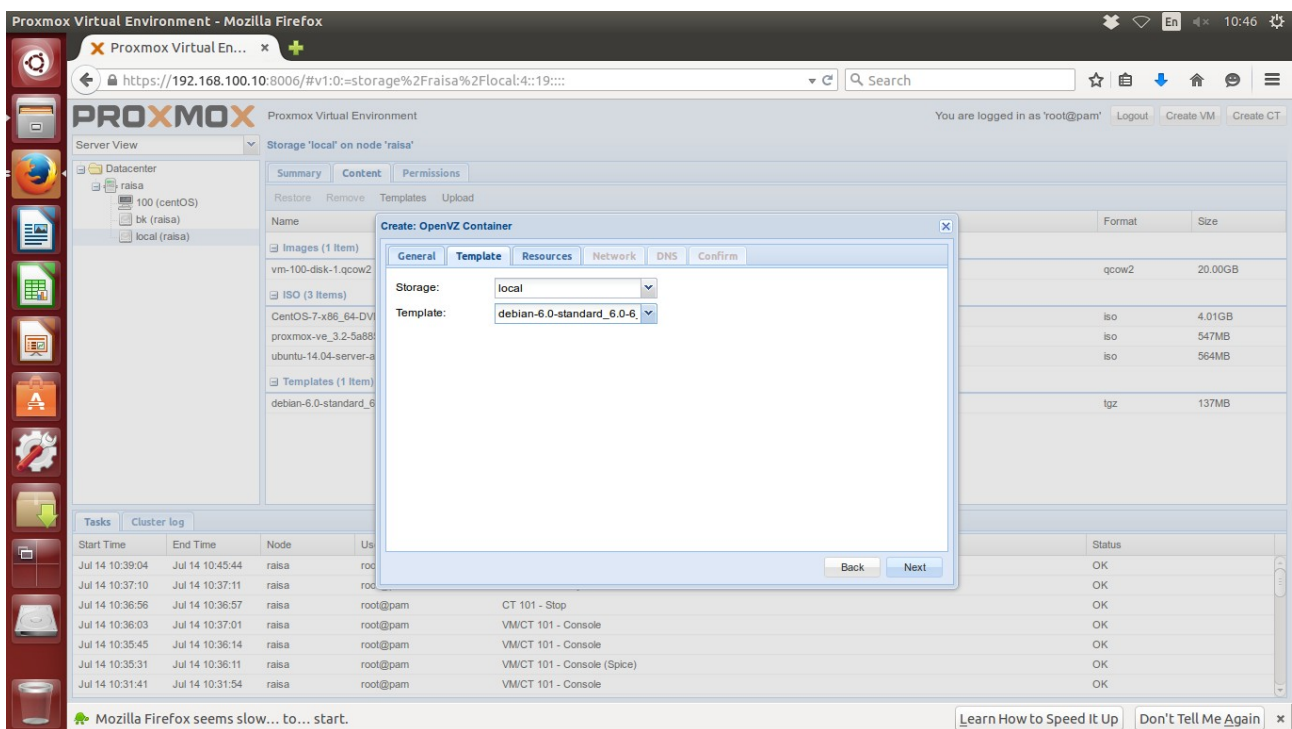 Proxmox Virtual Environment - Mozilla Firefox
En
10:46
Proxmox Virtual En... ×
https://192.168.100.10:8006/#v1:0:=storage%2Fraisa%2Flocal:4::19::::
Search
PROXMOX Proxmox Virtual Environment
You are logged in as 'root@pam' Logout Create VM Create CT
Server View
Storage 'local' on node 'raisa'
Datacenter
raisa
100 (centOS)
bk (raisa)
local (raisa)
Summary Content Permissions
Restore Remove Templates Upload
Name Format Size
Images (1 Item)
vm-100-disk-1.qcow2 qcow2 20.00GB
ISO (3 Items)
CentOS-7-x86_64-DV iso 4.01GB
proxmox-ve_3.2-5a88 iso 547MB
ubuntu-14.04-server-a iso 564MB
Templates (1 Item)
debian-6.0-standard_6 tgz 137MB
Create: OpenVZ Container
General Template Resources Network DNS Confirm
Storage: local
Template: debian-6.0-standard_6.0-6_
Back Next
Tasks Cluster log
Start Time End Time Node Us Status
Jul 14 10:39:04 Jul 14 10:45:44 raisa roo OK
Jul 14 10:37:10 Jul 14 10:37:11 raisa roo OK
Jul 14 10:36:56 Jul 14 10:36:57 raisa root@pam CT 101 - Stop OK
Jul 14 10:36:03 Jul 14 10:37:01 raisa root@pam VM/CT 101 - Console OK
Jul 14 10:35:45 Jul 14 10:36:14 raisa root@pam VM/CT 101 - Console OK
Jul 14 10:35:31 Jul 14 10:36:11 raisa root@pam VM/CT 101 - Console (Spice) OK
Jul 14 10:31:41 Jul 14 10:31:54 raisa root@pam VM/CT 101 - Console OK
Mozilla Firefox seems slow... to... start.
Learn How to Speed It Up Don't Tell Me Again ×